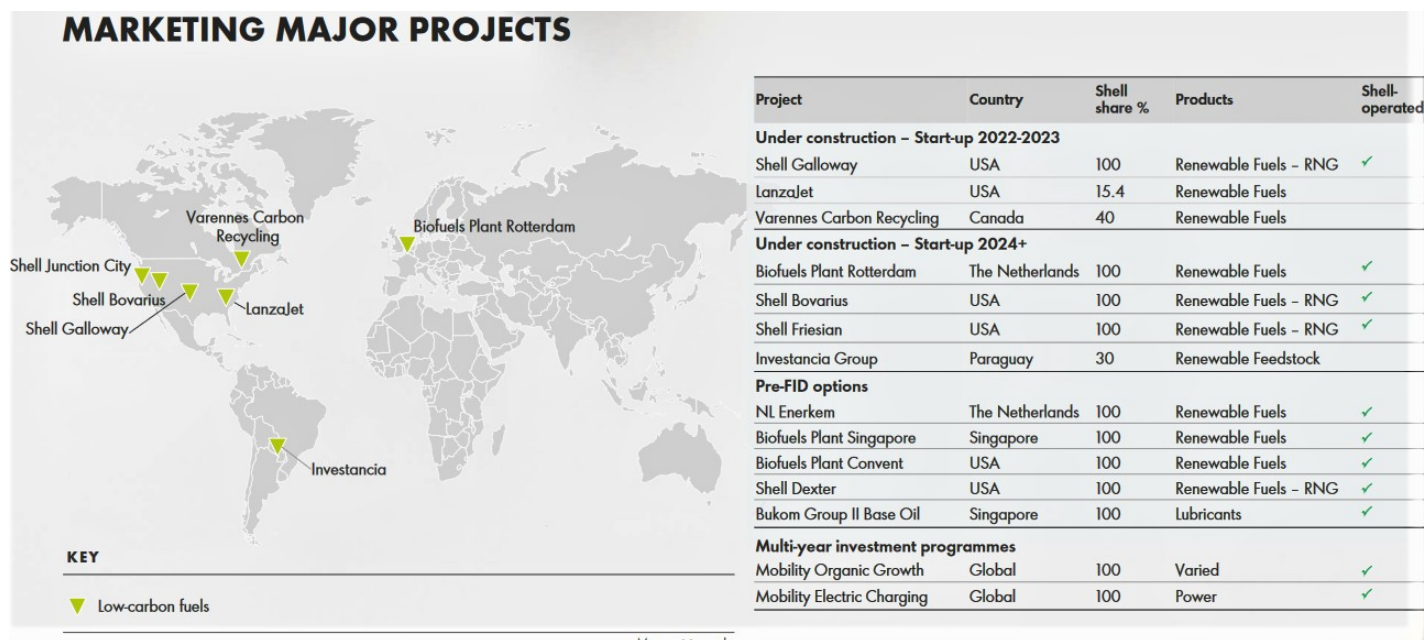 MARKETING MAJOR PROJECTS
Varennes Carbon
Recycling
Biofuels Plant Rotterdam
Shell Junction City
Shell Bovarius
LanzaJet
Shell Galloway
Investancia
KEY
Low-carbon fuels
Project Country Shell share % Products Shell-operated
Under construction – Start-up 2022-2023
Shell Galloway USA 100 Renewable Fuels – RNG ✓
LanzaJet USA 15.4 Renewable Fuels
Varennes Carbon Recycling Canada 40 Renewable Fuels
Under construction – Start-up 2024+
Biofuels Plant Rotterdam The Netherlands 100 Renewable Fuels ✓
Shell Bovarius USA 100 Renewable Fuels – RNG ✓
Shell Friesian USA 100 Renewable Fuels – RNG ✓
Investancia Group Paraguay 30 Renewable Feedstock
Pre-FID options
NL Enerkem The Netherlands 100 Renewable Fuels ✓
Biofuels Plant Singapore Singapore 100 Renewable Fuels ✓
Biofuels Plant Convent USA 100 Renewable Fuels ✓
Shell Dexter USA 100 Renewable Fuels – RNG ✓
Bukom Group II Base Oil Singapore 100 Lubricants ✓
Multi-year investment programmes
Mobility Organic Growth Global 100 Varied ✓
Mobility Electric Charging Global 100 Power ✓